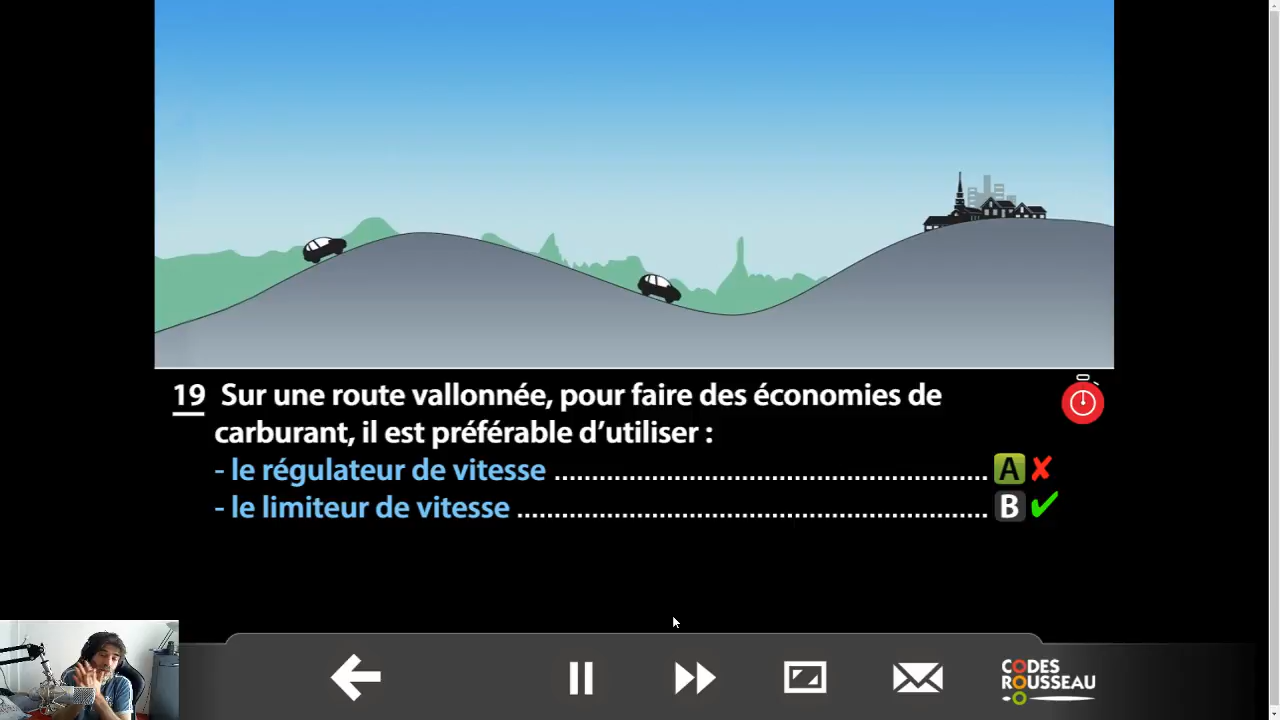 19 Sur une route vallonnée, pour faire des économies de
carburant, il est préférable d’utiliser :
- le régulateur de vitesse .......................................................... A
- le limiteur de vitesse ............................................................... B
CODES
ROUSSEAU